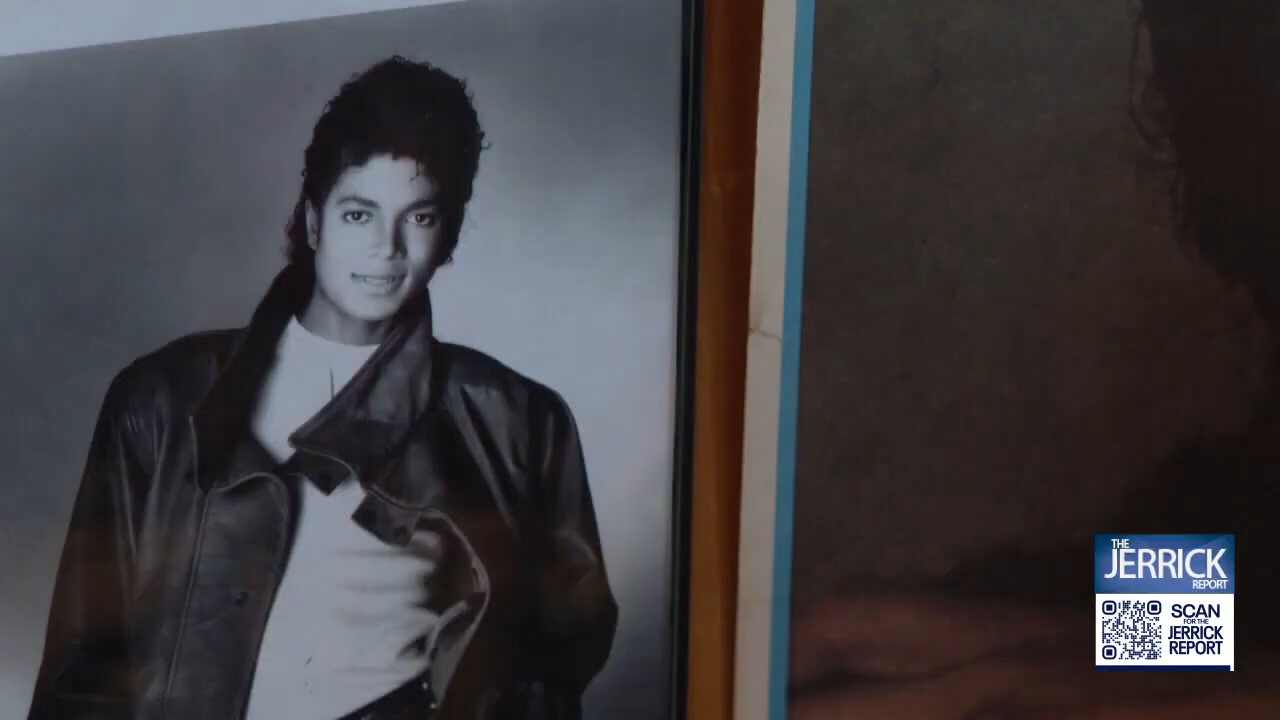 THE
JERRICK
REPORT
SCAN
FOR THE
JERRICK
REPORT